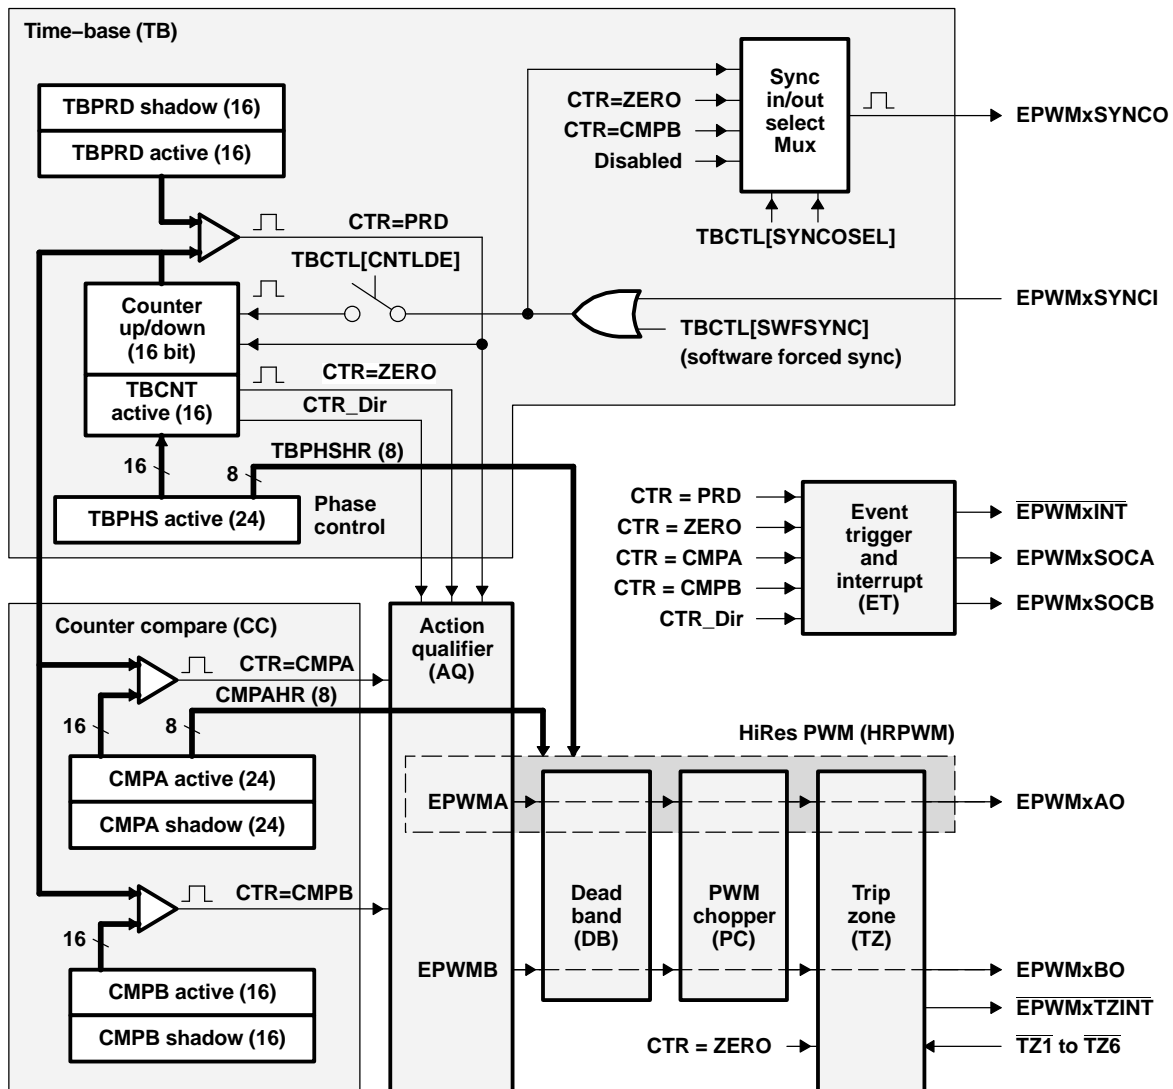 Time−base (TB)
TBPRD shadow (16)
TBPRD active (16)
CTR=PRD
TBCTL[CNTLDE]
Counter
up/down
(16 bit)
TBCNT
active (16)
CTR=ZERO
CTR_Dir
TBPHSHR (8)
16
8
TBPHS active (24)
Phase
control
CTR=ZERO
CTR=CMPB
Disabled
Sync
in/out
select
Mux
TBCTL[SYNCOSEL]
EPWMxSYNCO
EPWMxSYNCI
TBCTL[SWFSYNC]
(software forced sync)
CTR = PRD
CTR = ZERO
CTR = CMPA
CTR = CMPB
CTR_Dir
Event
trigger
and
interrupt
(ET)
EPWMxINT
EPWMxSOCA
EPWMxSOCB
Counter compare (CC)
CTR=CMPA
CMPAHR (8)
16
8
CMPA active (24)
CMPA shadow (24)
CTR=CMPB
16
CMPB active (16)
CMPB shadow (16)
Action
qualifier
(AQ)
EPWMA
EPWMB
HiRes PWM (HRPWM)
Dead
band
(DB)
PWM
chopper
(PC)
Trip
zone
(TZ)
CTR = ZERO
EPWMxAO
EPWMxBO
EPWMxTZINT
TZ1 to TZ6